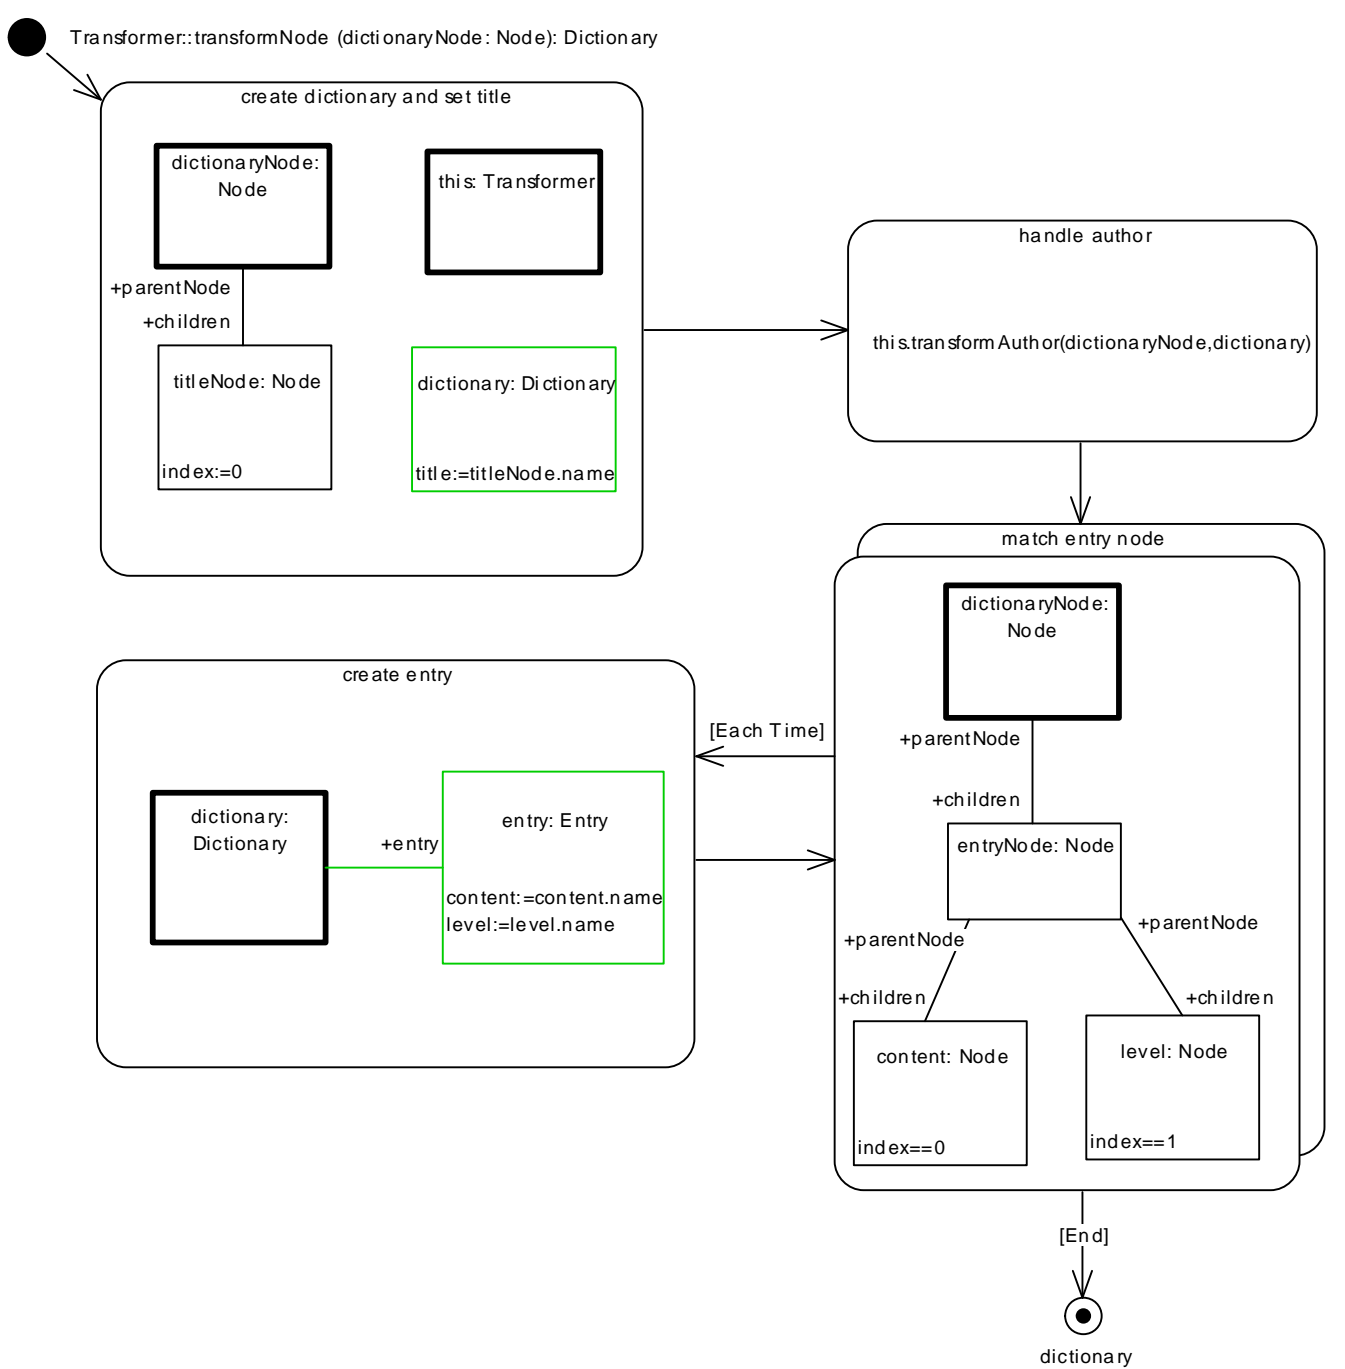 Transformer::transformNode (dictionaryNode: Node): Dictionary
create dictionary and set title
dictionaryNode:
Node
this: Transformer
+parentNode
+children
titleNode: Node
index:=0
dictionary: Dictionary
title:=titleNode.name
handle author
this.transformAuthor(dictionaryNode,dictionary)
match entry node
dictionaryNode:
Node
+parentNode
+children
entryNode: Node
+parentNode
+children
content: Node
index==0
+parentNode
+children
level: Node
index==1
[Each Time]
create entry
dictionary:
Dictionary
+entry
entry: Entry
content:=content.name
level:=level.name
[End]
dictionary